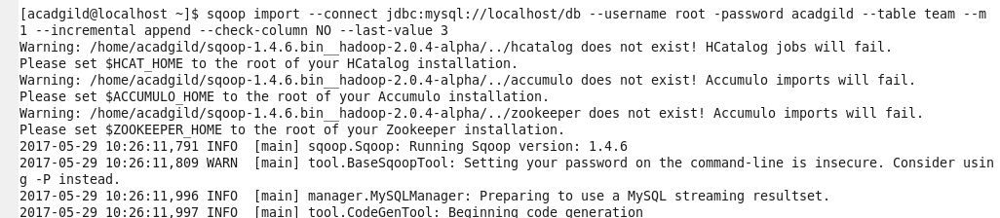 [acadgild@localhost ~]$ sqoop import --connect jdbc:mysql://localhost/db --username root -password acadgild --table team --m
1 --incremental append --check-column NO --last-value 3
Warning: /home/acadgild/sqoop-1.4.6.bin__hadoop-2.0.4-alpha/../hcatalog does not exist! HCatalog jobs will fail.
Please set $HCAT_HOME to the root of your HCatalog installation.
Warning: /home/acadgild/sqoop-1.4.6.bin__hadoop-2.0.4-alpha/../accumulo does not exist! Accumulo imports will fail.
Please set $ACCUMULO_HOME to the root of your Accumulo installation.
Warning: /home/acadgild/sqoop-1.4.6.bin__hadoop-2.0.4-alpha/../zookeeper does not exist! Accumulo imports will fail.
Please set $ZOOKEEPER_HOME to the root of your Zookeeper installation.
2017-05-29 10:26:11,791 INFO  [main] sqoop.Sqoop: Running Sqoop version: 1.4.6
2017-05-29 10:26:11,809 WARN  [main] tool.BaseSqoopTool: Setting your password on the command-line is insecure. Consider usin
g -P instead.
2017-05-29 10:26:11,996 INFO  [main] manager.MySQLManager: Preparing to use a MySQL streaming resultset.
2017-05-29 10:26:11,997 INFO  [main] tool.CodeGenTool: Beginning code generation